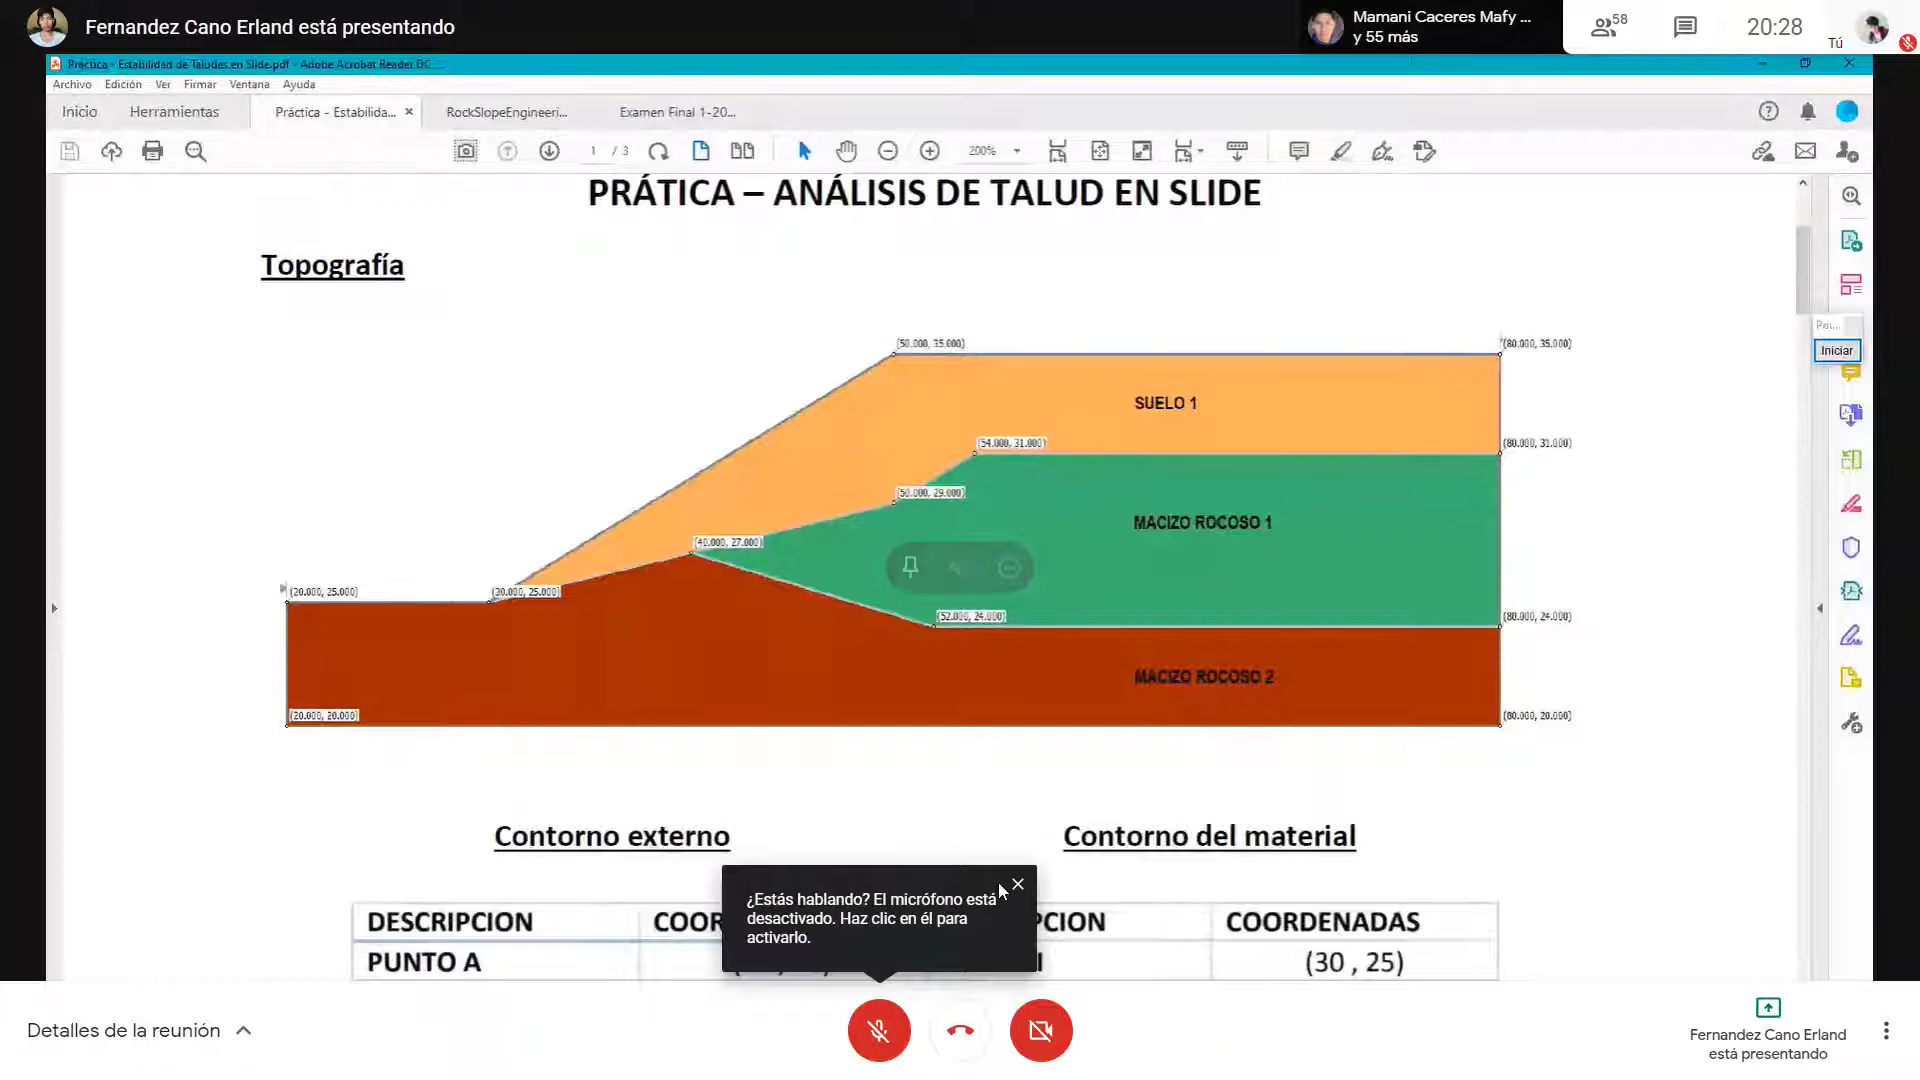 Fernandez Cano Erland está presentando
Mamani Caceres Mafy ...
y 55 más
58
20:28
Tú
Práctica - Estabilidad de Taludes en Slide.pdf - Adobe Acrobat Reader DC
Archivo Edición Ver Firmar Ventana Ayuda
Inicio Herramientas Práctica - Estabilida... RockSlopeEngineeri... Examen Final 1-20...
1 / 3 200%
PRÁTICA – ANÁLISIS DE TALUD EN SLIDE
Topografía
Iniciar
(50.000, 35.000) (80.000, 35.000)
SUELO 1
(54.000, 31.000) (80.000, 31.000)
(50.000, 29.000)
MACIZO ROCOSO 1
(40.000, 27.000)
(20.000, 25.000) (30.000, 25.000)
(52.000, 24.000) (80.000, 24.000)
MACIZO ROCOSO 2
(20.000, 20.000) (80.000, 20.000)
Contorno externo Contorno del material
¿Estás hablando? El micrófono está
desactivado. Haz clic en él para
activarlo.
DESCRIPCION COOR PCION COORDENADAS
PUNTO A (30 , 25)
Detalles de la reunión
Fernandez Cano Erland
está presentando